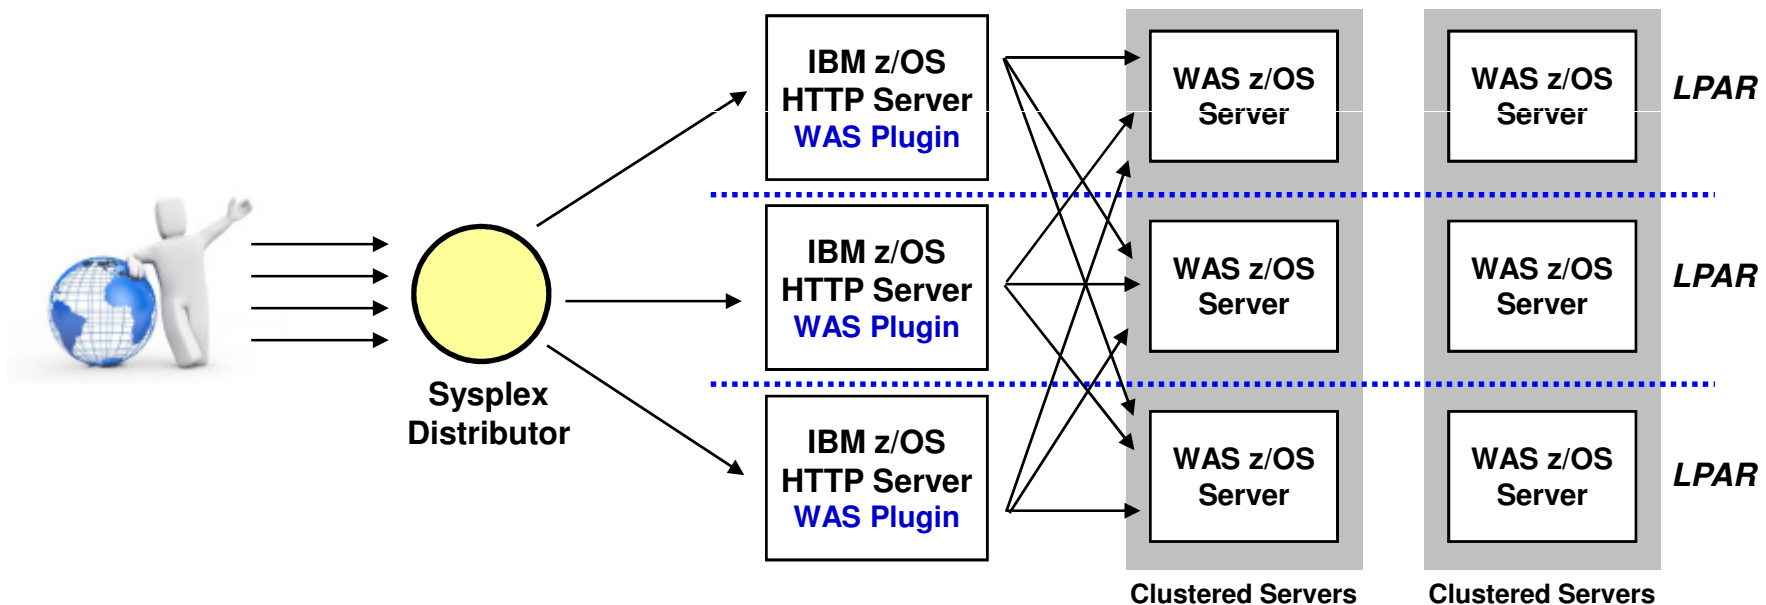 IBM z/OS
HTTP Server
WAS Plugin
WAS z/OS
Server
WAS z/OS
Server
LPAR
IBM z/OS
HTTP Server
WAS Plugin
WAS z/OS
Server
WAS z/OS
Server
LPAR
Sysplex
Distributor
IBM z/OS
HTTP Server
WAS Plugin
WAS z/OS
Server
WAS z/OS
Server
LPAR
Clustered Servers
Clustered Servers